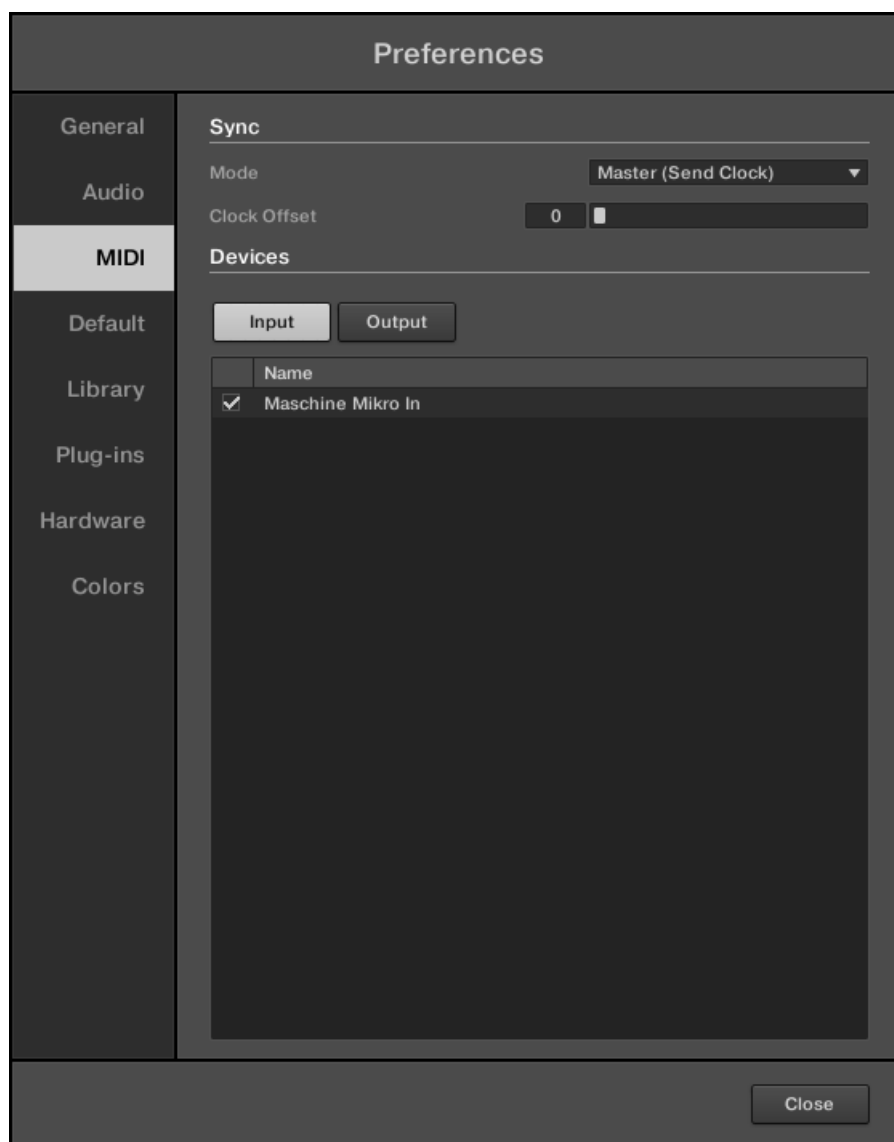 Preferences
General
Audio
MIDI
Default
Library
Plug-ins
Hardware
Colors
Sync
Mode Master (Send Clock)
Clock Offset 0
Devices
Input Output
Name
Maschine Mikro In
Close